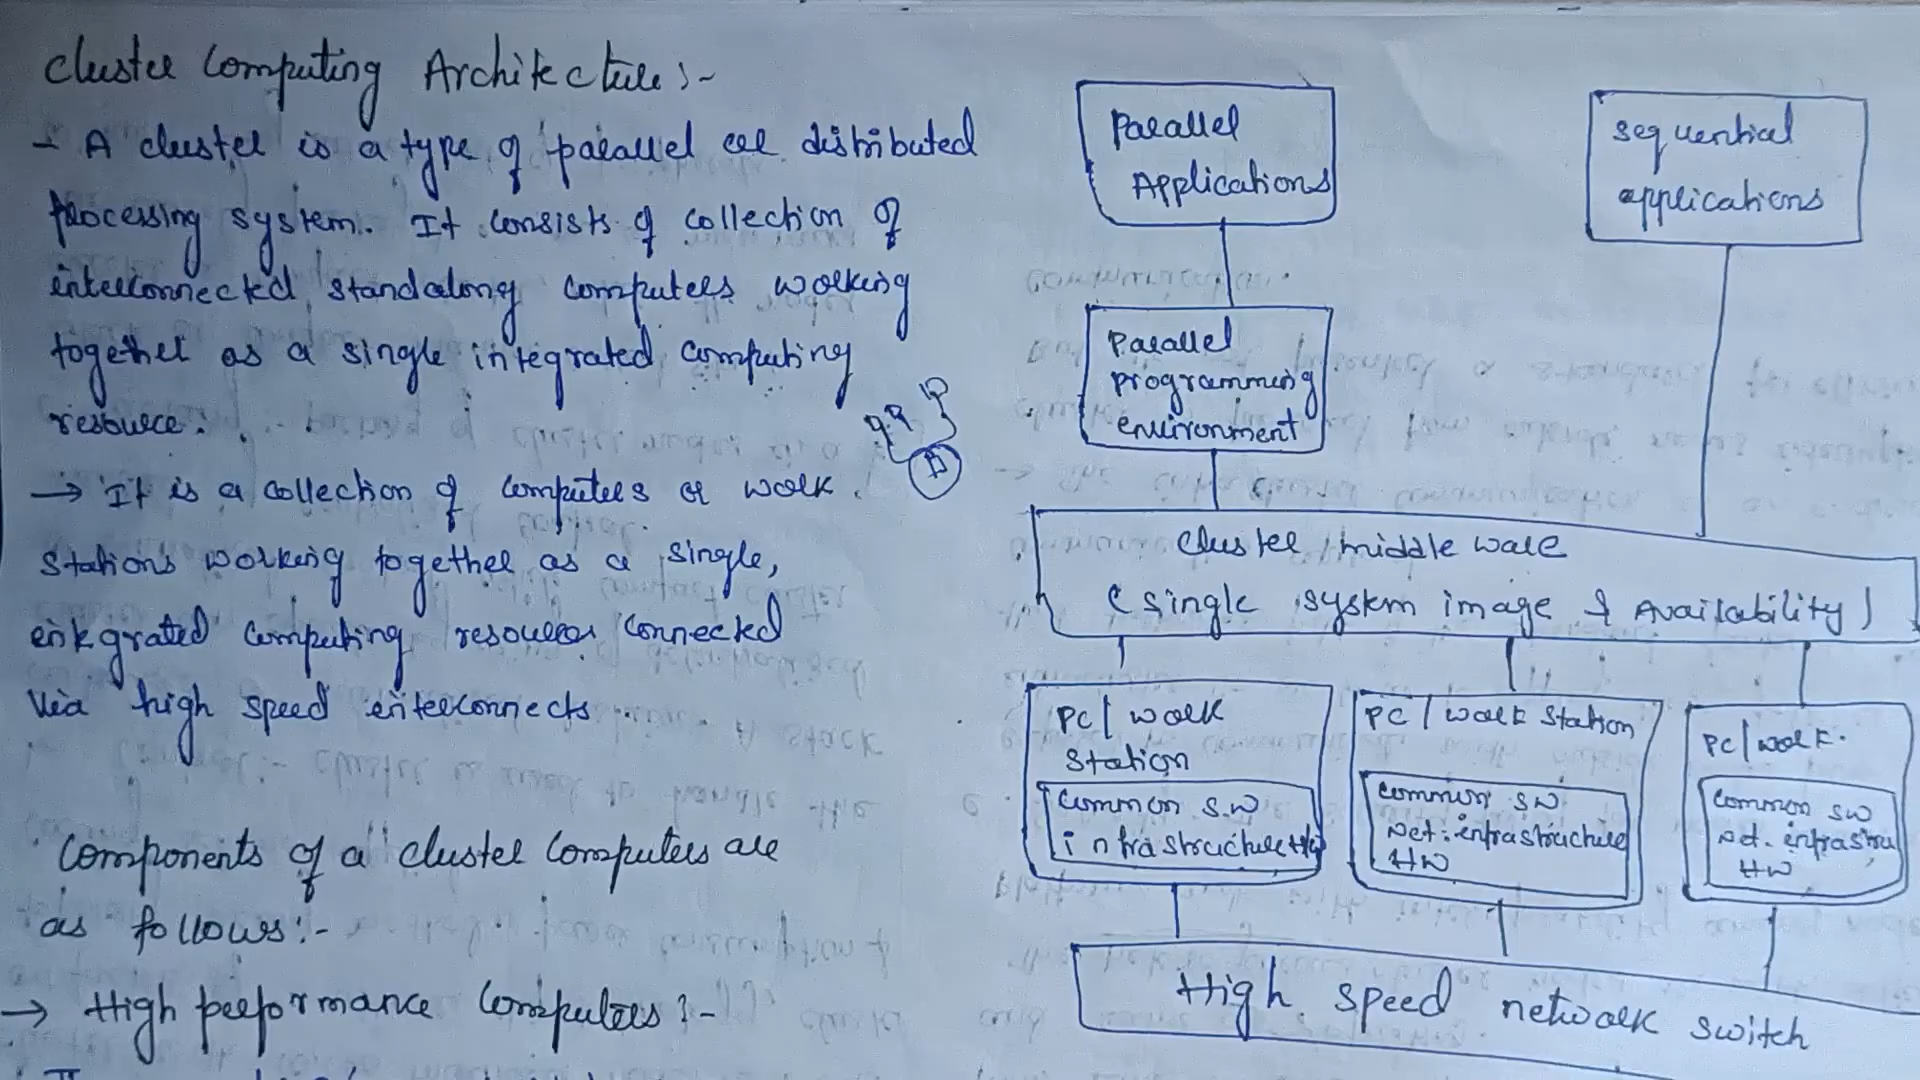 Cluster Computing Architecture :-
- A cluster is a type of parallel or distributed
processing system. It consists of collection of
interconnected standalong computers working
together as a single integrated computing
resource.
→ It is a collection of computers or work
stations working together as a single,
integrated computing resources connected
via high speed interconnects
Components of a cluster computers are
as follows :-
→ High performance computers :-
Parallel
Applications
sequential
applications
Parallel
programming
environment
cluster middle ware
(single system image & Availability)
PC/work
station
common s.w
infrastructure
PC/work station
common sw
net. infrastructure
HW
PC/work.
common sw
net. infrastru
HW
High speed network switch